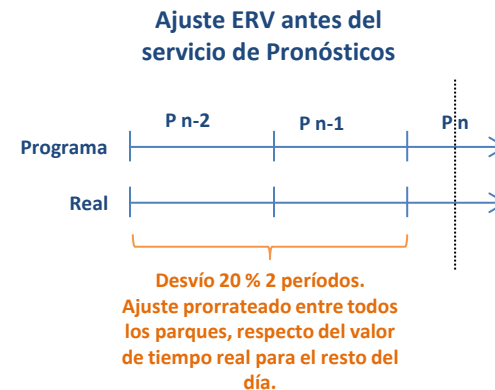 Ajuste ERV antes del
servicio de Pronósticos
P n-2 P n-1 P n
Programa
Real
Desvío 20 % 2 períodos.
Ajuste prorrateado entre todos
los parques, respecto del valor
de tiempo real para el resto del
día.